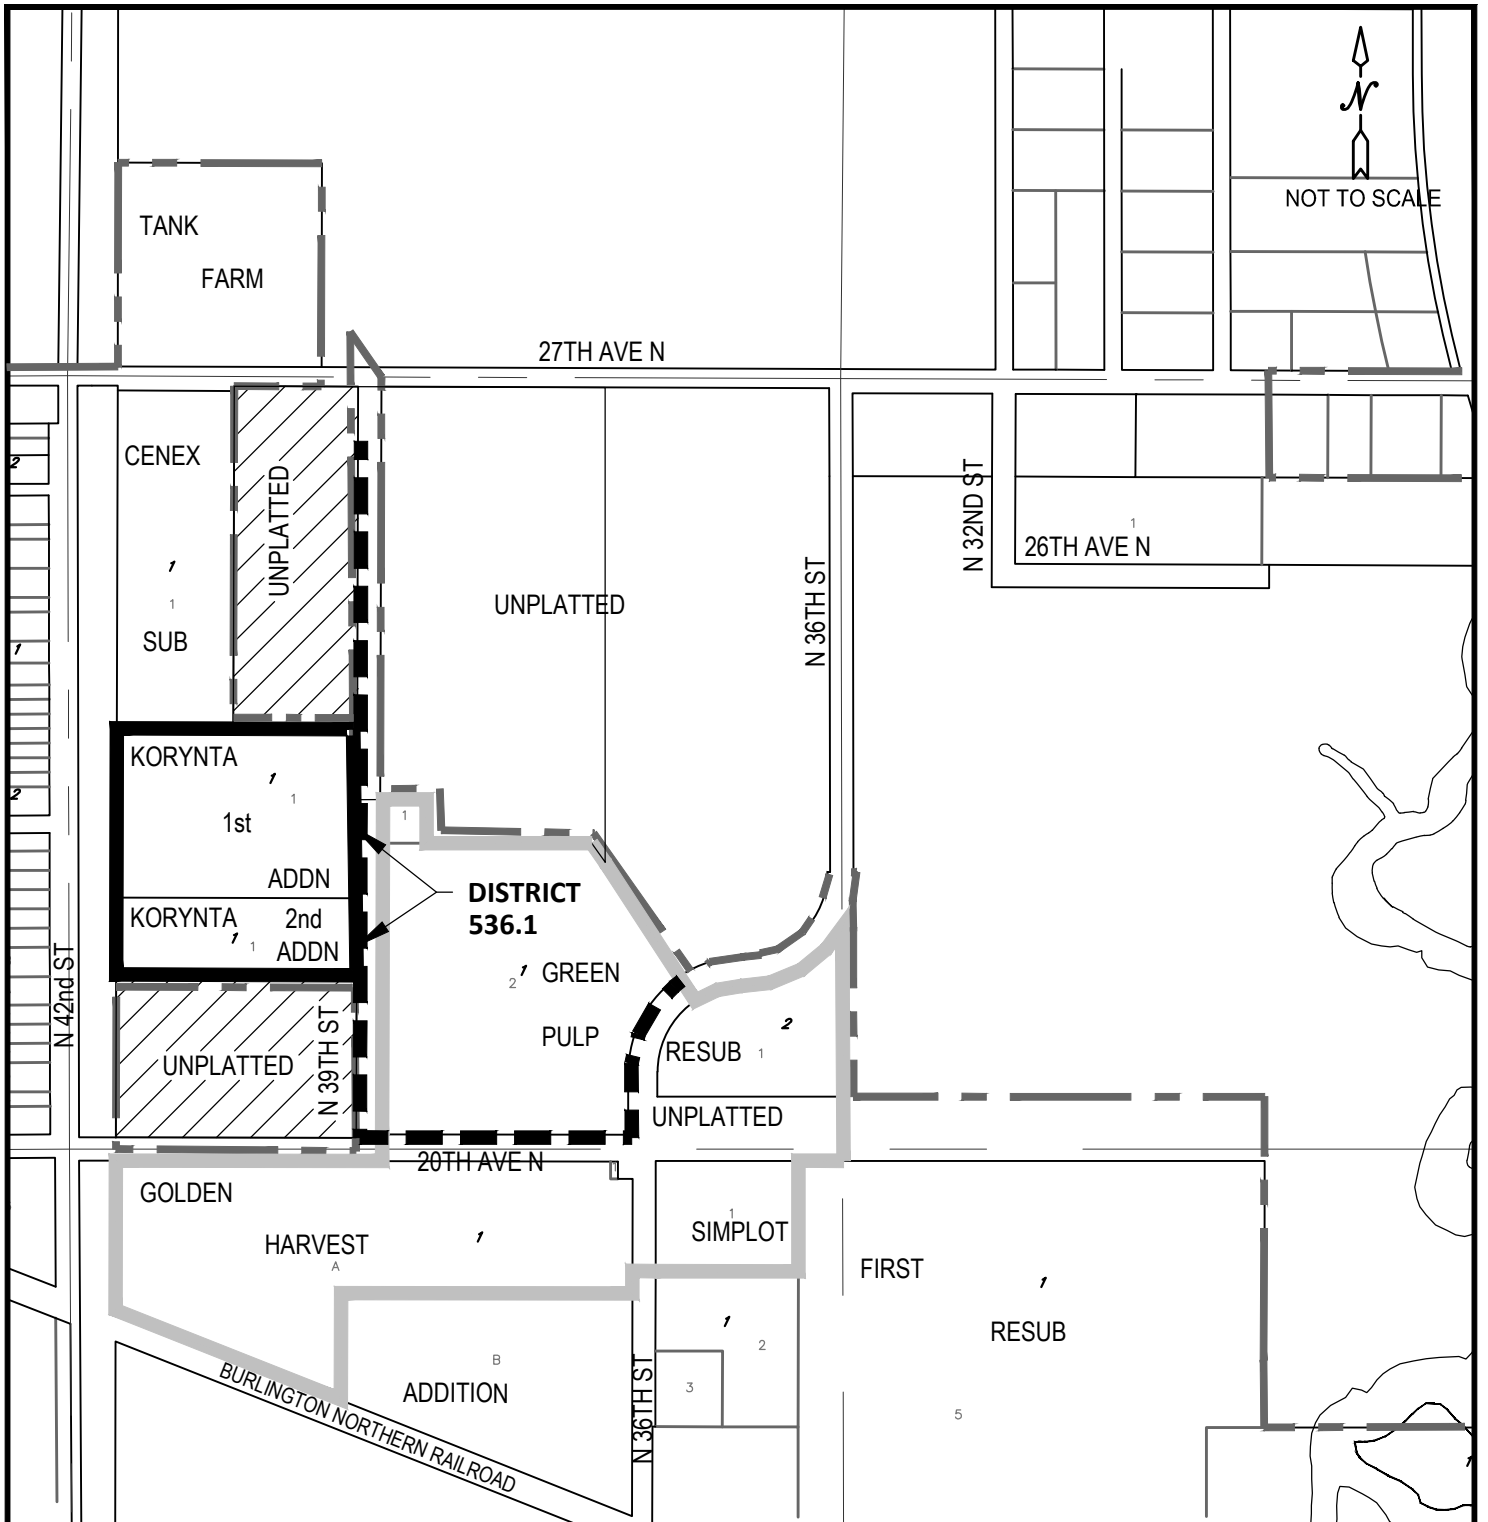 N
NOT TO SCALE
TANK
FARM
27TH AVE N
CENEX
1
1
SUB
UNPLATTED
UNPLATTED
N 36TH ST
N 32ND ST
1
26TH AVE N
2
1
2
KORYNTA
1
1
1st
ADDN
KORYNTA
2nd
1
1
ADDN
1
DISTRICT
536.1
1
2
GREEN
PULP
N 42nd ST
UNPLATTED
N 39TH ST
2
RESUB
1
UNPLATTED
20TH AVE N
1
GOLDEN
HARVEST
1
A
1
SIMPLOT
FIRST
1
RESUB
1
2
3
5
B
ADDITION
N 36TH ST
BURLINGTON NORTHERN RAILROAD
1